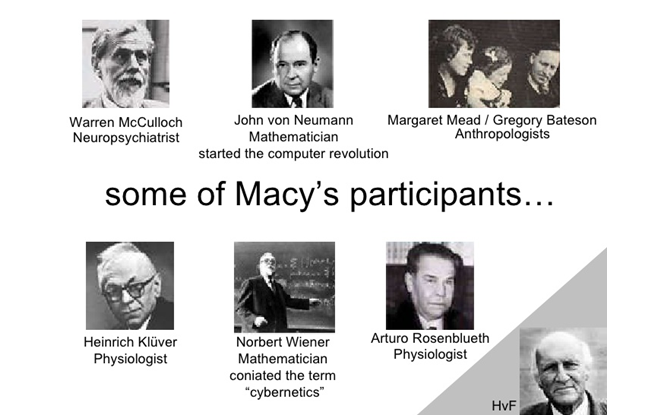 Warren McCulloch
Neuropsychiatrist
John von Neumann
Mathematician
started the computer revolution
Margaret Mead / Gregory Bateson
Anthropologists
some of Macy’s participants…
Heinrich Klüver
Physiologist
Norbert Wiener
Mathematician
coniated the term
“cybernetics”
Arturo Rosenblueth
Physiologist
HvF